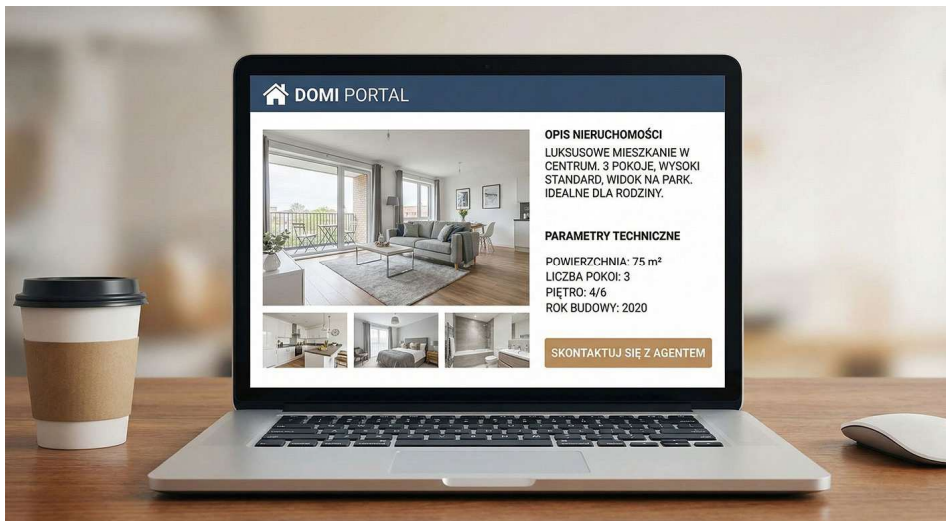 DOMI PORTAL
OPIS NIERUCHOMOŚCI
LUKSUSOWE MIESZKANIE W
CENTRUM. 3 POKOJE, WYSOKI
STANDARD, WIDOK NA PARK.
IDEALNE DLA RODZINY.
PARAMETRY TECHNICZNE
POWIERZCHNIA: 75 m²
LICZBA POKOI: 3
PIĘTRO: 4/6
ROK BUDOWY: 2020
SKONTAKTUJ SIĘ Z AGENTEM